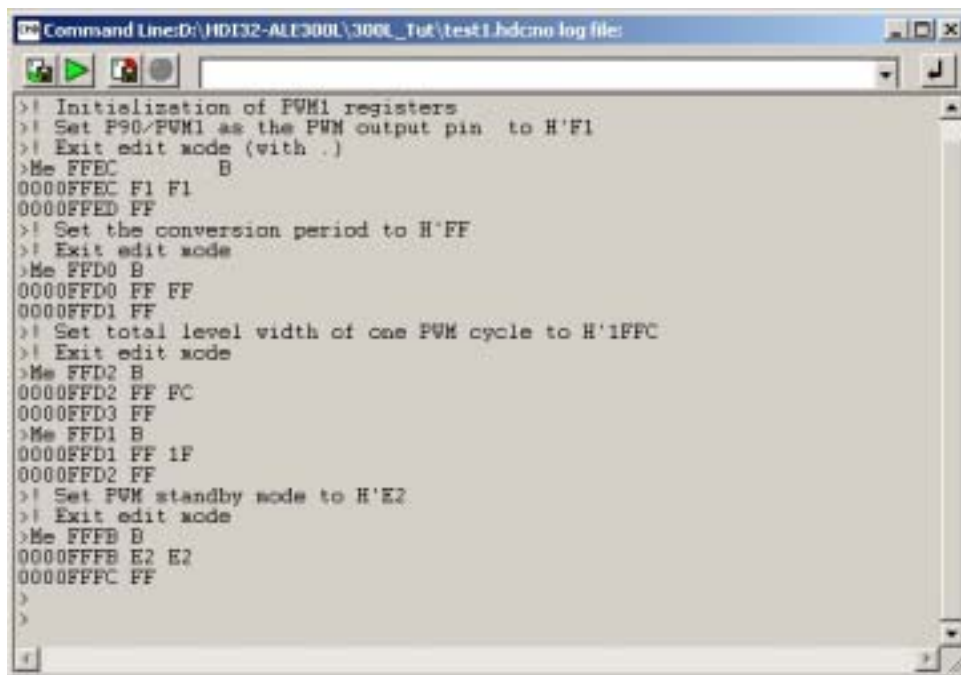 Command Line:D:\HDI32-ALE300L\300L_Tut\test1.hdc:no log file:
>! Initialization of PWM1 registers
>! Set P90/PWM1 as the PWM output pin  to H'F1
>! Exit edit mode (with .)
>Me FFEC          B
0000FFEC F1 F1
0000FFED FF
>! Set the conversion period to H'FF
>! Exit edit mode
>Me FFD0 B
0000FFD0 FF FF
0000FFD1 FF
>! Set total level width of one PWM cycle to H'1FFC
>! Exit edit mode
>Me FFD2 B
0000FFD2 FF FC
0000FFD3 FF
>Me FFD1 B
0000FFD1 FF 1F
0000FFD2 FF
>! Set PWM standby mode to H'E2
>! Exit edit mode
>Me FFFB B
0000FFFB E2 E2
0000FFFC FF
>
>